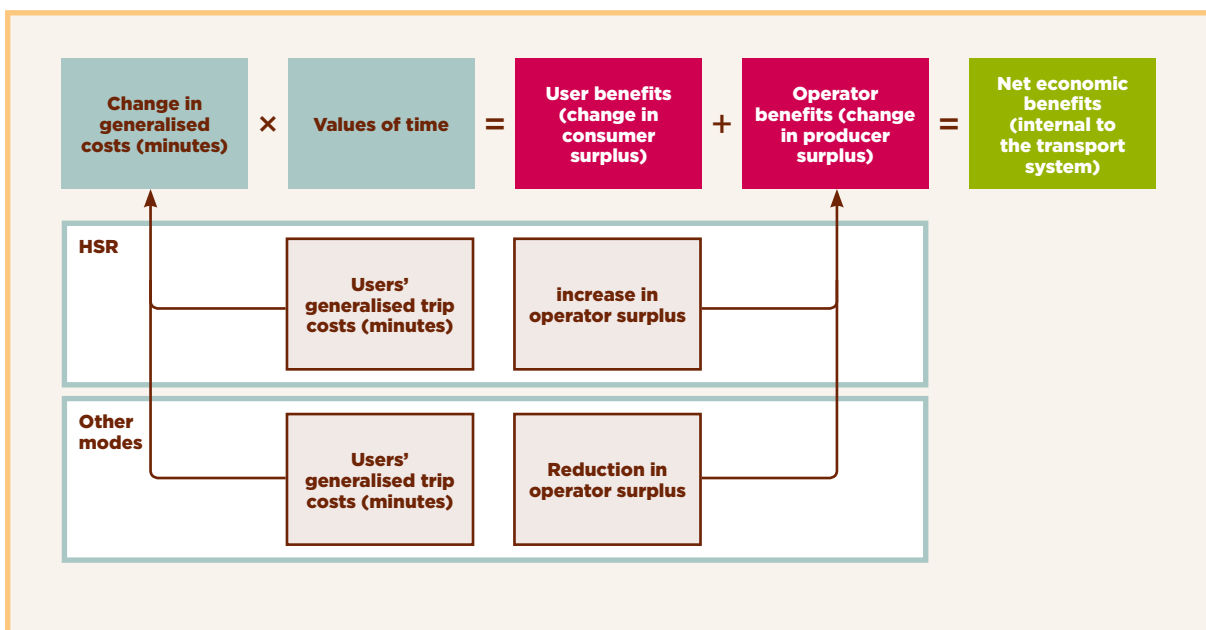 Change in
generalised
costs (minutes)
×
Values of time
=
User benefits
(change in
consumer
surplus)
+
Operator
benefits (change
in producer
surplus)
=
Net economic
benefits
(internal to
the transport
system)
HSR
Users'
generalised trip
costs (minutes)
increase in
operator surplus
Other
modes
Users'
generalised trip
costs (minutes)
Reduction in
operator surplus